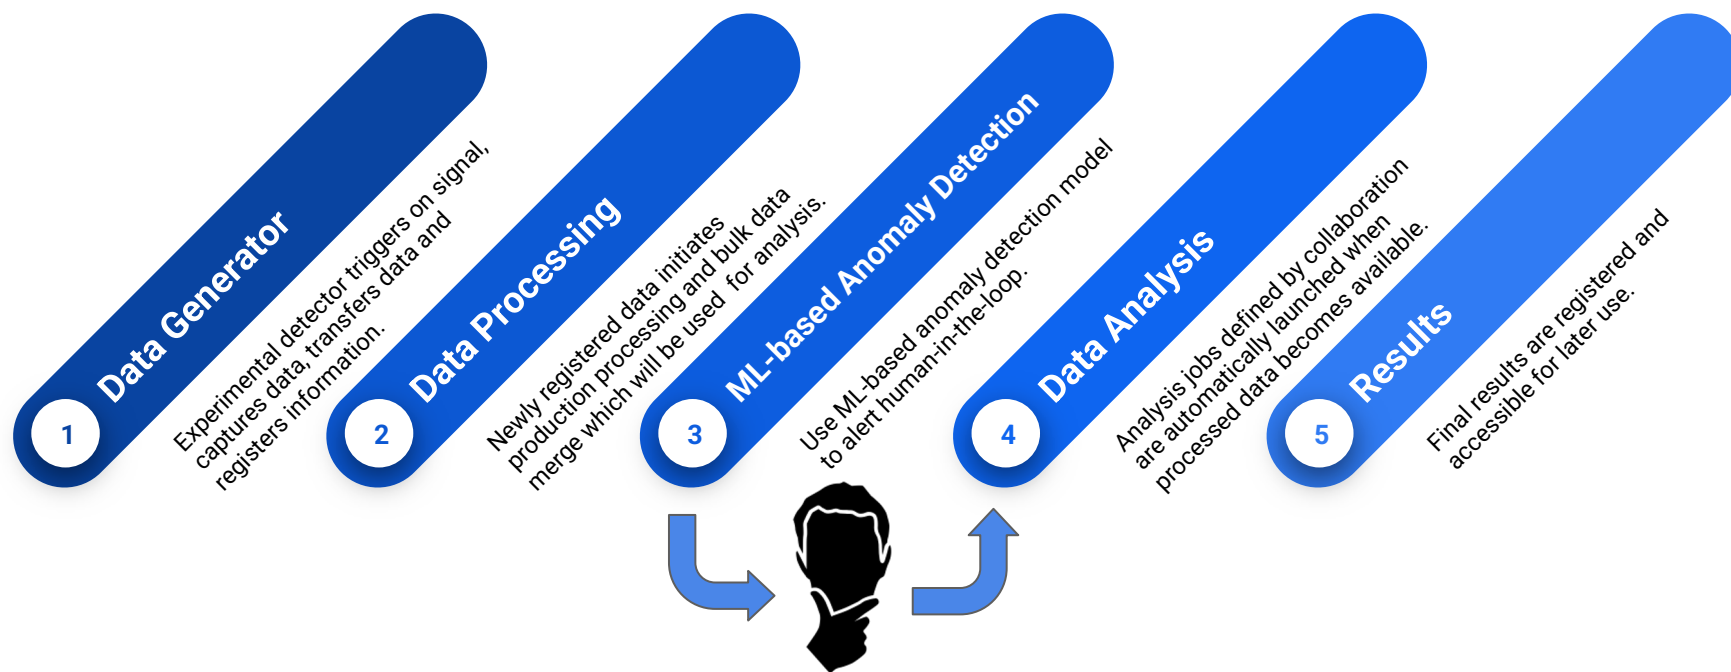 1
Data Generator
Experimental detector triggers on signal,
captures data, transfers data and
registers information.
2
Data Processing
Newly registered data initiates
production processing and bulk data
merge which will be used for analysis.
3
ML-based Anomaly Detection
Use ML-based anomaly detection model
to alert human-in-the-loop.
4
Data Analysis
Analysis jobs defined by collaboration
are automatically launched when
processed data becomes available.
5
Results
Final results are registered and
accessible for later use.